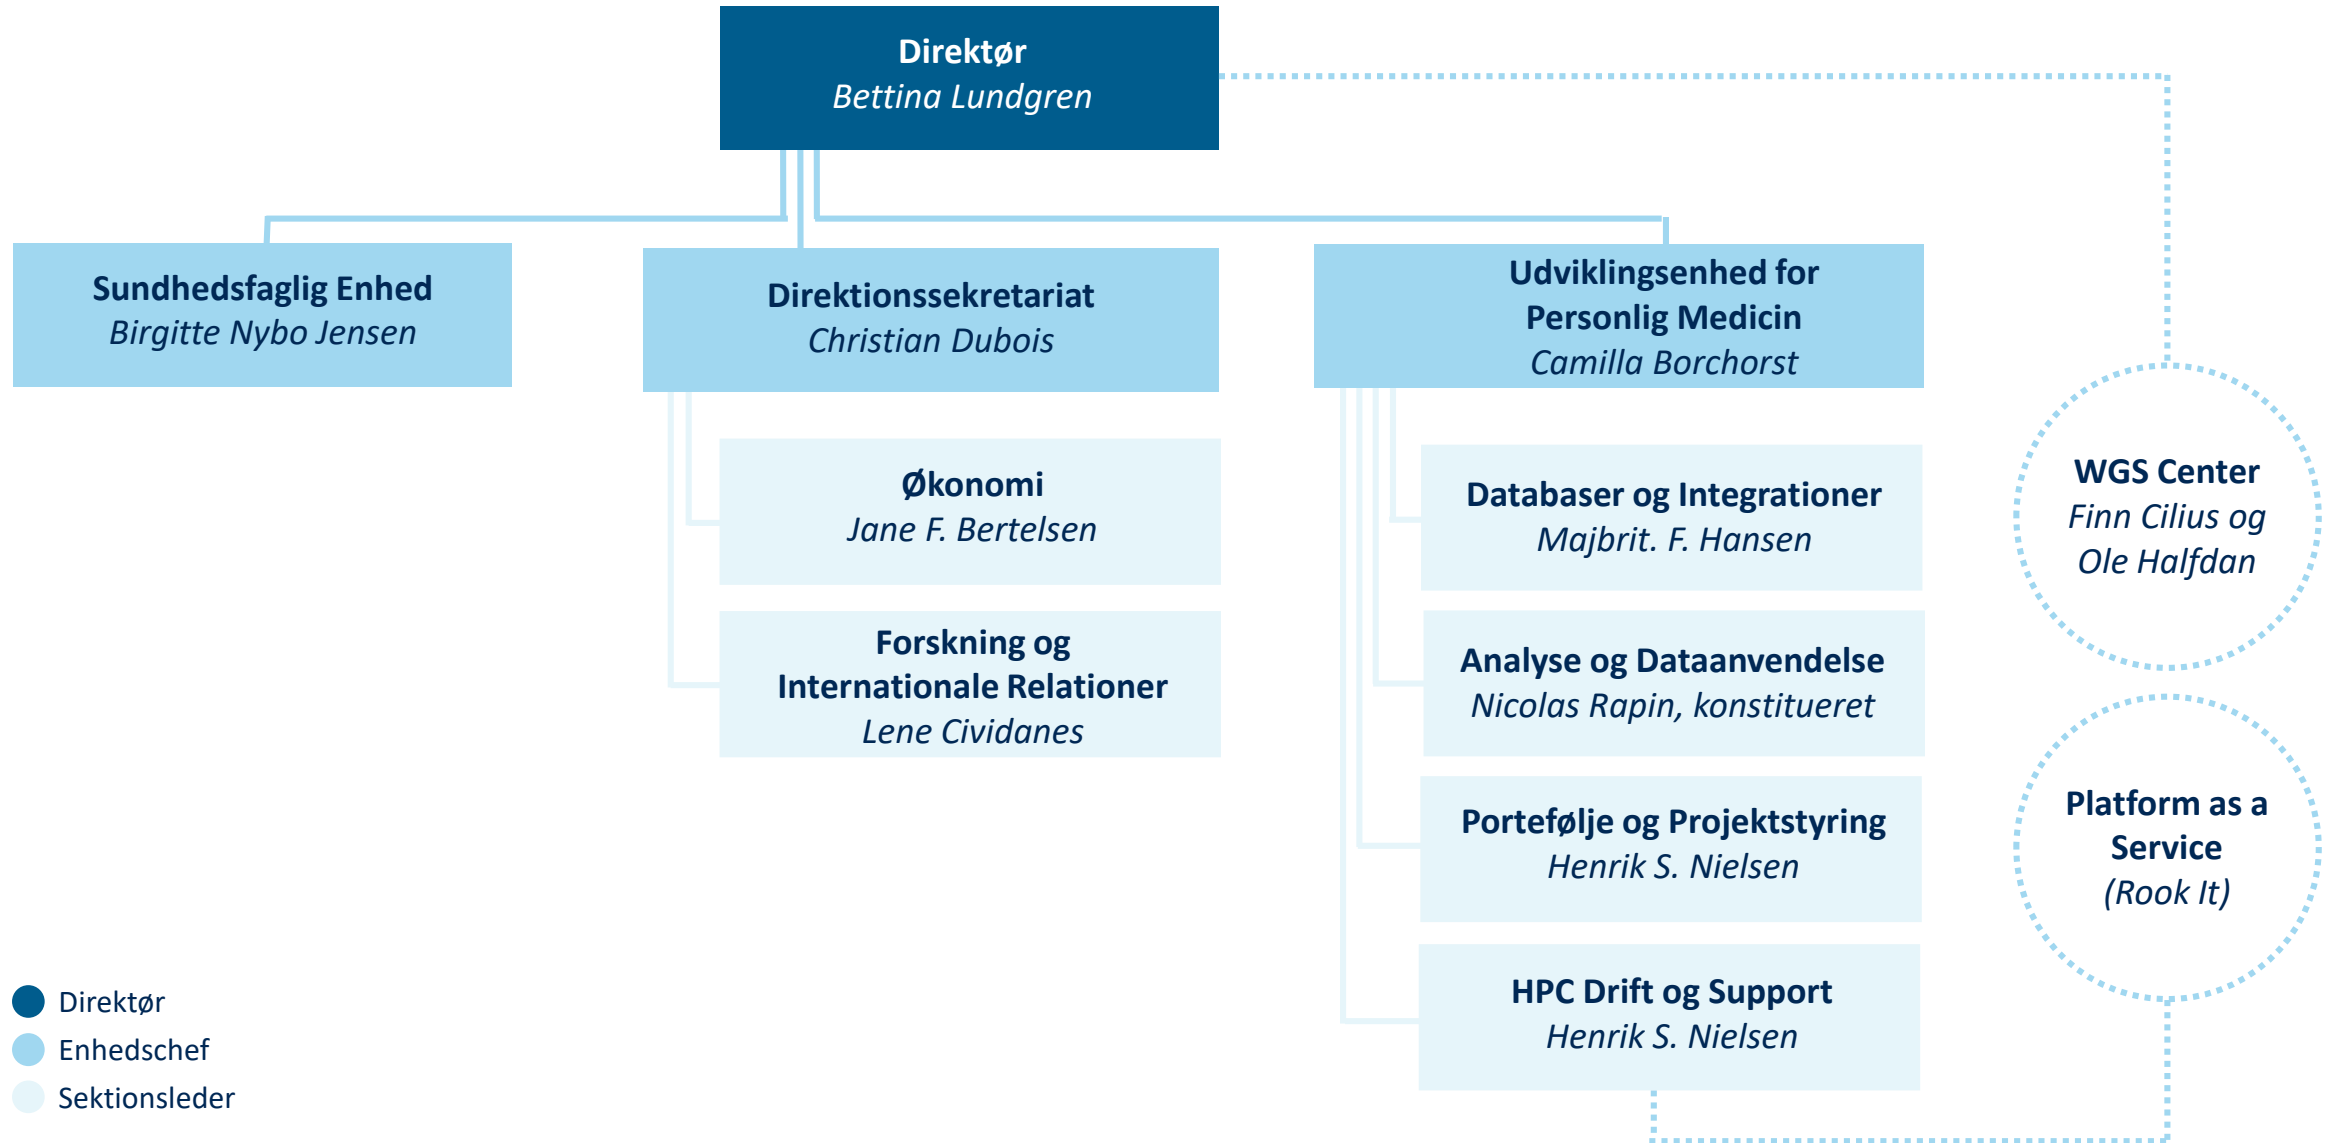 Direktør
Bettina Lundgren
Sundhedsfaglig Enhed
Birgitte Nybo Jensen
Direktionssekretariat
Christian Dubois
Udviklingsenhed for
Personlig Medicin
Camilla Borchorst
Økonomi
Jane F. Bertelsen
Forskning og
Internationale Relationer
Lene Cividanes
Databaser og Integrationer
Majbrit. F. Hansen
Analyse og Dataanvendelse
Nicolas Rapin, konstitueret
Portefølje og Projektstyring
Henrik S. Nielsen
HPC Drift og Support
Henrik S. Nielsen
WGS Center
Finn Cilius og
Ole Halfdan
Platform as a
Service
(Rook It)
Direktør
Enhedschef
Sektionsleder